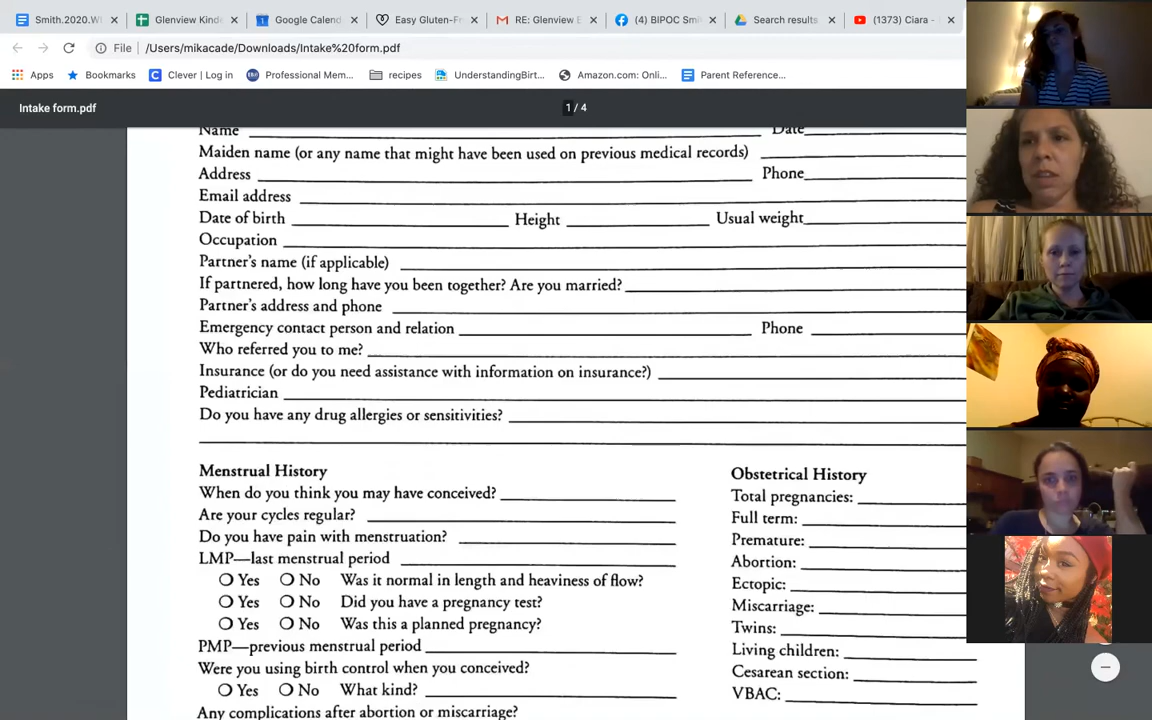 Smith.2020.W
Glenview Kind
Google Calend
Easy Gluten-Fr
RE: Glenview E
(4) BIPOC Smi
Search results
(1373) Ciara -
File /Users/mikacade/Downloads/Intake%20form.pdf
Apps Bookmarks Clever | Log in Professional Mem... recipes UnderstandingBirt... Amazon.com: Onli... Parent Reference...
Intake form.pdf 1 / 4
Name Date
Maiden name (or any name that might have been used on previous medical records)
Address Phone
Email address
Date of birth Height Usual weight
Occupation
Partner's name (if applicable)
If partnered, how long have you been together? Are you married?
Partner's address and phone
Emergency contact person and relation Phone
Who referred you to me?
Insurance (or do you need assistance with information on insurance?)
Pediatrician
Do you have any drug allergies or sensitivities?
Menstrual History
When do you think you may have conceived?
Are your cycles regular?
Do you have pain with menstruation?
LMP—last menstrual period
Yes No Was it normal in length and heaviness of flow?
Yes No Did you have a pregnancy test?
Yes No Was this a planned pregnancy?
PMP—previous menstrual period
Were you using birth control when you conceived?
Yes No What kind?
Any complications after abortion or miscarriage?
Obstetrical History
Total pregnancies:
Full term:
Premature:
Abortion:
Ectopic:
Miscarriage:
Twins:
Living children:
Cesarean section:
VBAC: